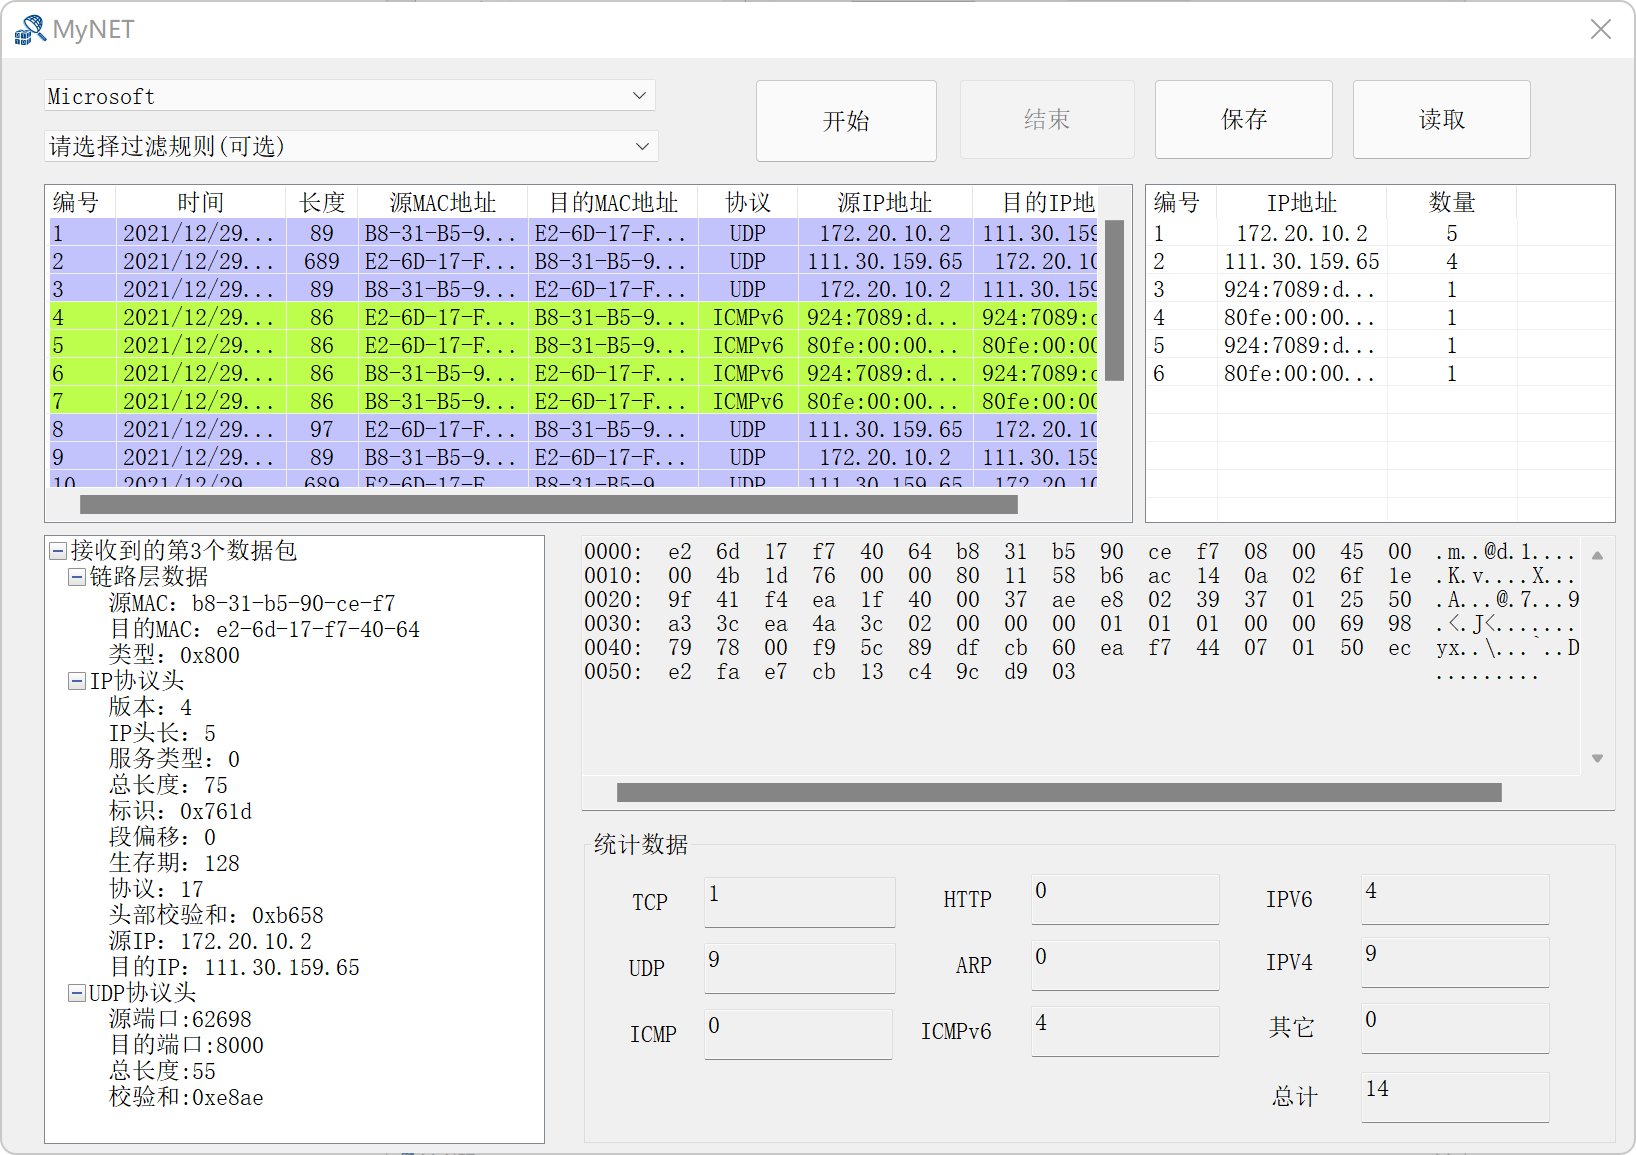 MyNET
Microsoft
请选择过滤规则(可选)
开始 结束 保存 读取
编号 时间 长度 源MAC地址 目的MAC地址 协议 源IP地址 目的IP地
1 2021/12/29... 89 B8-31-B5-9... E2-6D-17-F... UDP 172.20.10.2 111.30.159
2 2021/12/29... 689 E2-6D-17-F... B8-31-B5-9... UDP 111.30.159.65 172.20.10
3 2021/12/29... 89 B8-31-B5-9... E2-6D-17-F... UDP 172.20.10.2 111.30.159
4 2021/12/29... 86 E2-6D-17-F... B8-31-B5-9... ICMPv6 924:7089:d... 924:7089:d
5 2021/12/29... 86 E2-6D-17-F... B8-31-B5-9... ICMPv6 80fe:00:00... 80fe:00:00
6 2021/12/29... 86 B8-31-B5-9... E2-6D-17-F... ICMPv6 924:7089:d... 924:7089:d
7 2021/12/29... 86 B8-31-B5-9... E2-6D-17-F... ICMPv6 80fe:00:00... 80fe:00:00
8 2021/12/29... 97 E2-6D-17-F... B8-31-B5-9... UDP 111.30.159.65 172.20.10
9 2021/12/29... 89 B8-31-B5-9... E2-6D-17-F... UDP 172.20.10.2 111.30.159
10 2021/12/29 689 E2-6D-17-F B8-31-B5-9 UDP 111.30.159.65 172.20.10
编号 IP地址 数量
1 172.20.10.2 5
2 111.30.159.65 4
3 924:7089:d... 1
4 80fe:00:00... 1
5 924:7089:d... 1
6 80fe:00:00... 1
接收到的第3个数据包
链路层数据
源MAC: b8-31-b5-90-ce-f7
目的MAC: e2-6d-17-f7-40-64
类型: 0x800
IP协议头
版本: 4
IP头长: 5
服务类型: 0
总长度: 75
标识: 0x761d
段偏移: 0
生存期: 128
协议: 17
头部校验和: 0xb658
源IP: 172.20.10.2
目的IP: 111.30.159.65
UDP协议头
源端口:62698
目的端口:8000
总长度:55
校验和:0xe8ae
0000: e2 6d 17 f7 40 64 b8 31 b5 90 ce f7 08 00 45 00 .m..@d.1....
0010: 00 4b 1d 76 00 00 80 11 58 b6 ac 14 0a 02 6f 1e .K.v....X...
0020: 9f 41 f4 ea 1f 40 00 37 ae e8 02 39 37 01 25 50 .A...@.7...9
0030: a3 3c ea 4a 3c 02 00 00 00 01 01 01 00 00 69 98 .<.J<.......
0040: 79 78 00 f9 5c 89 df cb 60 ea f7 44 07 01 50 ec yx..\...`..D
0050: e2 fa e7 cb 13 c4 9c d9 03 .........
统计数据
TCP 1 HTTP 0 IPV6 4
UDP 9 ARP 0 IPV4 9
ICMP 0 ICMPv6 4 其它 0
总计 14